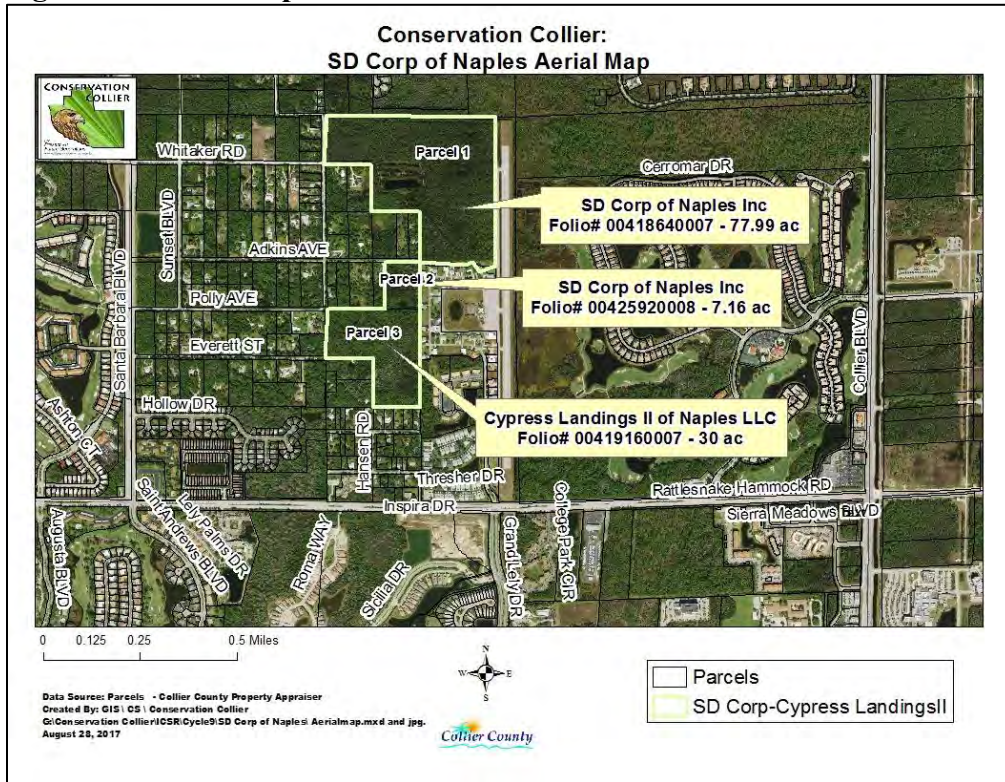 Conservation Collier:
SD Corp of Naples Aerial Map
CONSERVATION
COLLIER
Whitaker RD
Parcel 1
Cerromar DR
SD Corp of Naples Inc
Folio# 00418640007 - 77.99 ac
Sunset BLVD
Santa Barbara BLVD
Adkins AVE
Parcel 2
SD Corp of Naples Inc
Folio# 00425920008 - 7.16 ac
Polly AVE
Parcel 3
Everett ST
Collier BLVD
Hollow DR
Ashton CT
Hansen RD
Cypress Landings II of Naples LLC
Folio# 00419160007 - 30 ac
Thresher DR
Rattlesnake Hammock RD
Inspira DR
Sierra Meadows BLVD
Augusta BLVD
Saint Andrews BLVD
Lely Palms DR
Roma WAY
Scilla DR
Grand Lely DR
College Park CIR
0 0.125 0.25 0.5 Miles
N
W E
S
Parcels
SD Corp-Cypress LandingsII
Data Source: Parcels - Collier County Property Appraiser
Created By: GIS \ CS \ Conservation Collier
G:\Conservation Collier\ICSR\Cycle9\SD Corp of Naples\ Aerialmap.mxd and jpg.
August 28, 2017
Collier County